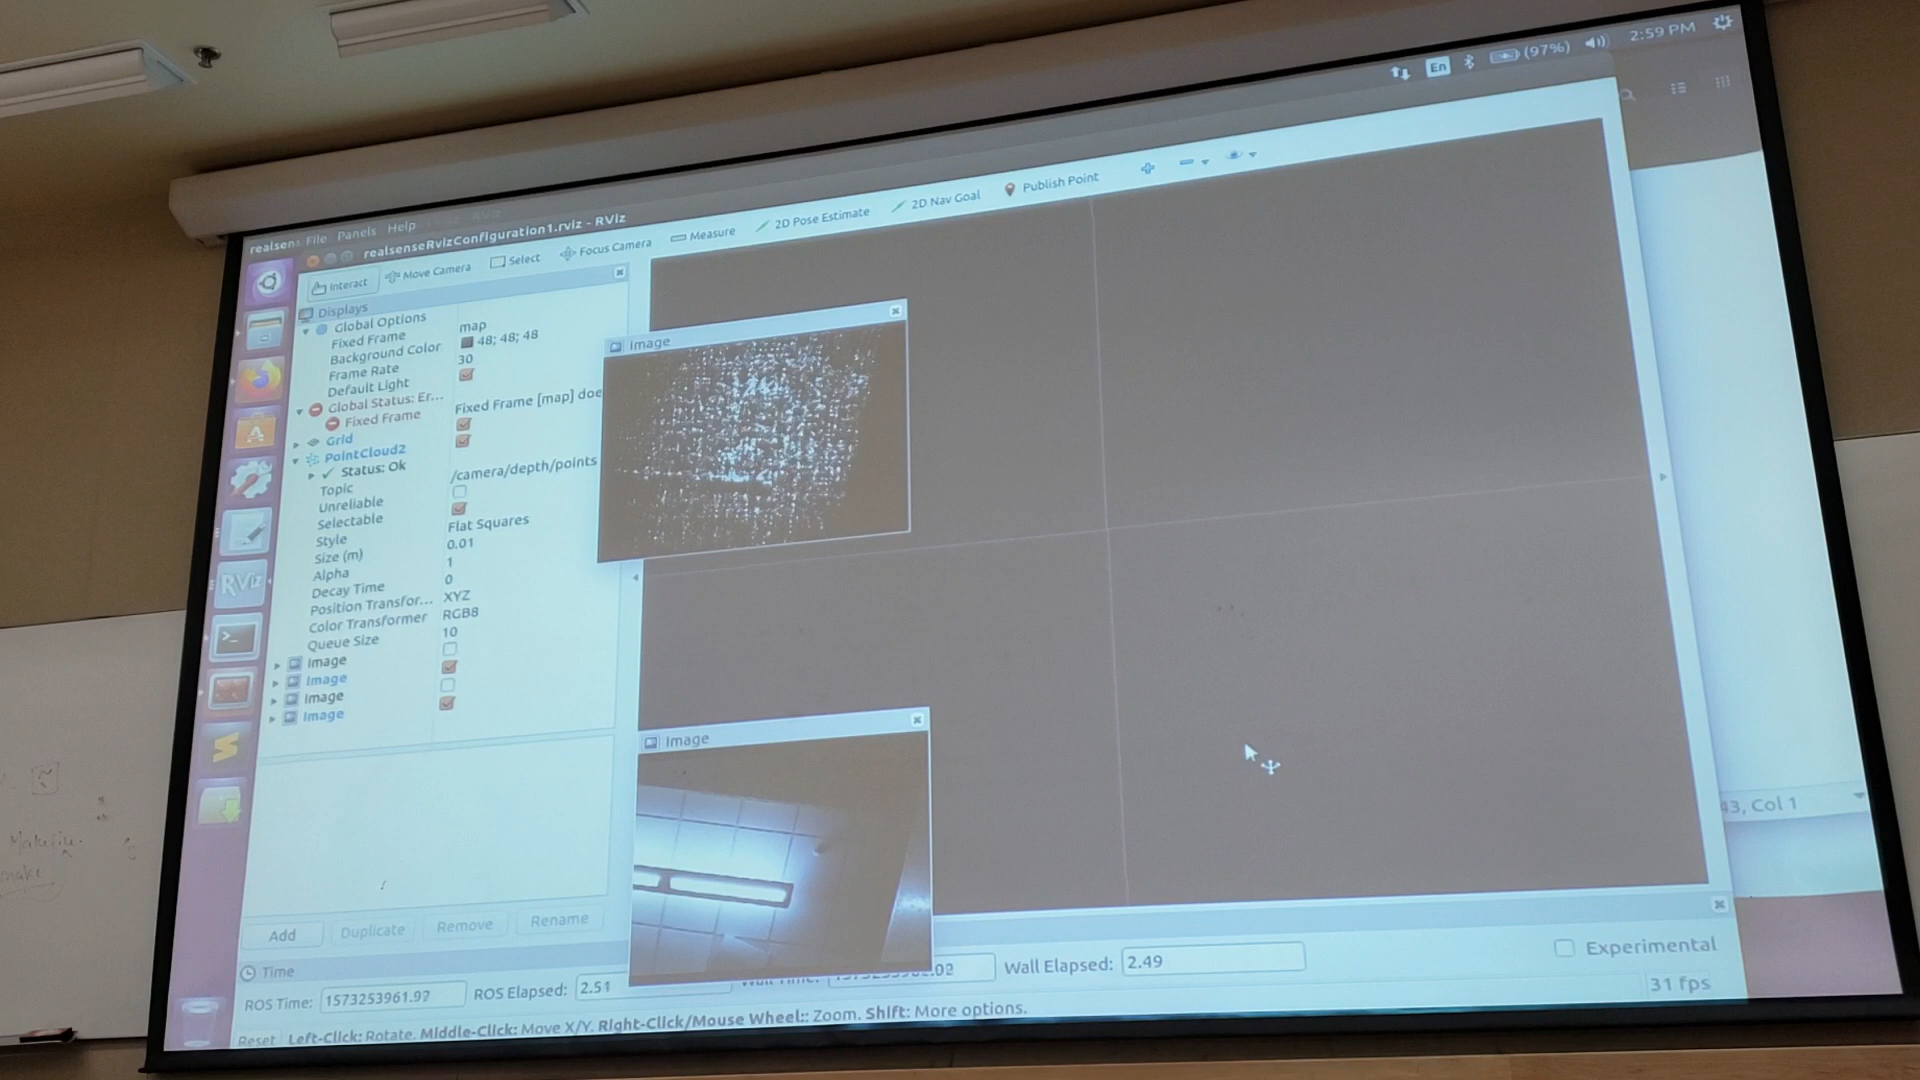 En (97%) 2:59 PM
realsen File Panels Help
realsenseRvizConfiguration1.rviz - RViz
Interact Move Camera Select Focus Camera Measure 2D Pose Estimate 2D Nav Goal Publish Point
Displays
Global Options
Fixed Frame map
Background Color 48; 48; 48
Frame Rate 30
Default Light
Global Status: Er...
Fixed Frame Fixed Frame [map] doe
Grid
PointCloud2
Status: Ok
Topic /camera/depth/points
Unreliable
Selectable
Style Flat Squares
Size (m) 0.01
Alpha 1
Decay Time 0
Position Transfor... XYZ
Color Transformer RGB8
Queue Size 10
Image
Image
Image
Image
Image
Image
RViz
>_
43, Col 1
Add Duplicate Remove Rename
Time
ROS Time: 1573253961.92 ROS Elapsed: 2.51 Wall Elapsed: 2.49 Experimental
Reset Left-Click: Rotate. Middle-Click: Move X/Y. Right-Click/Mouse Wheel:: Zoom. Shift: More options. 31 fps
make